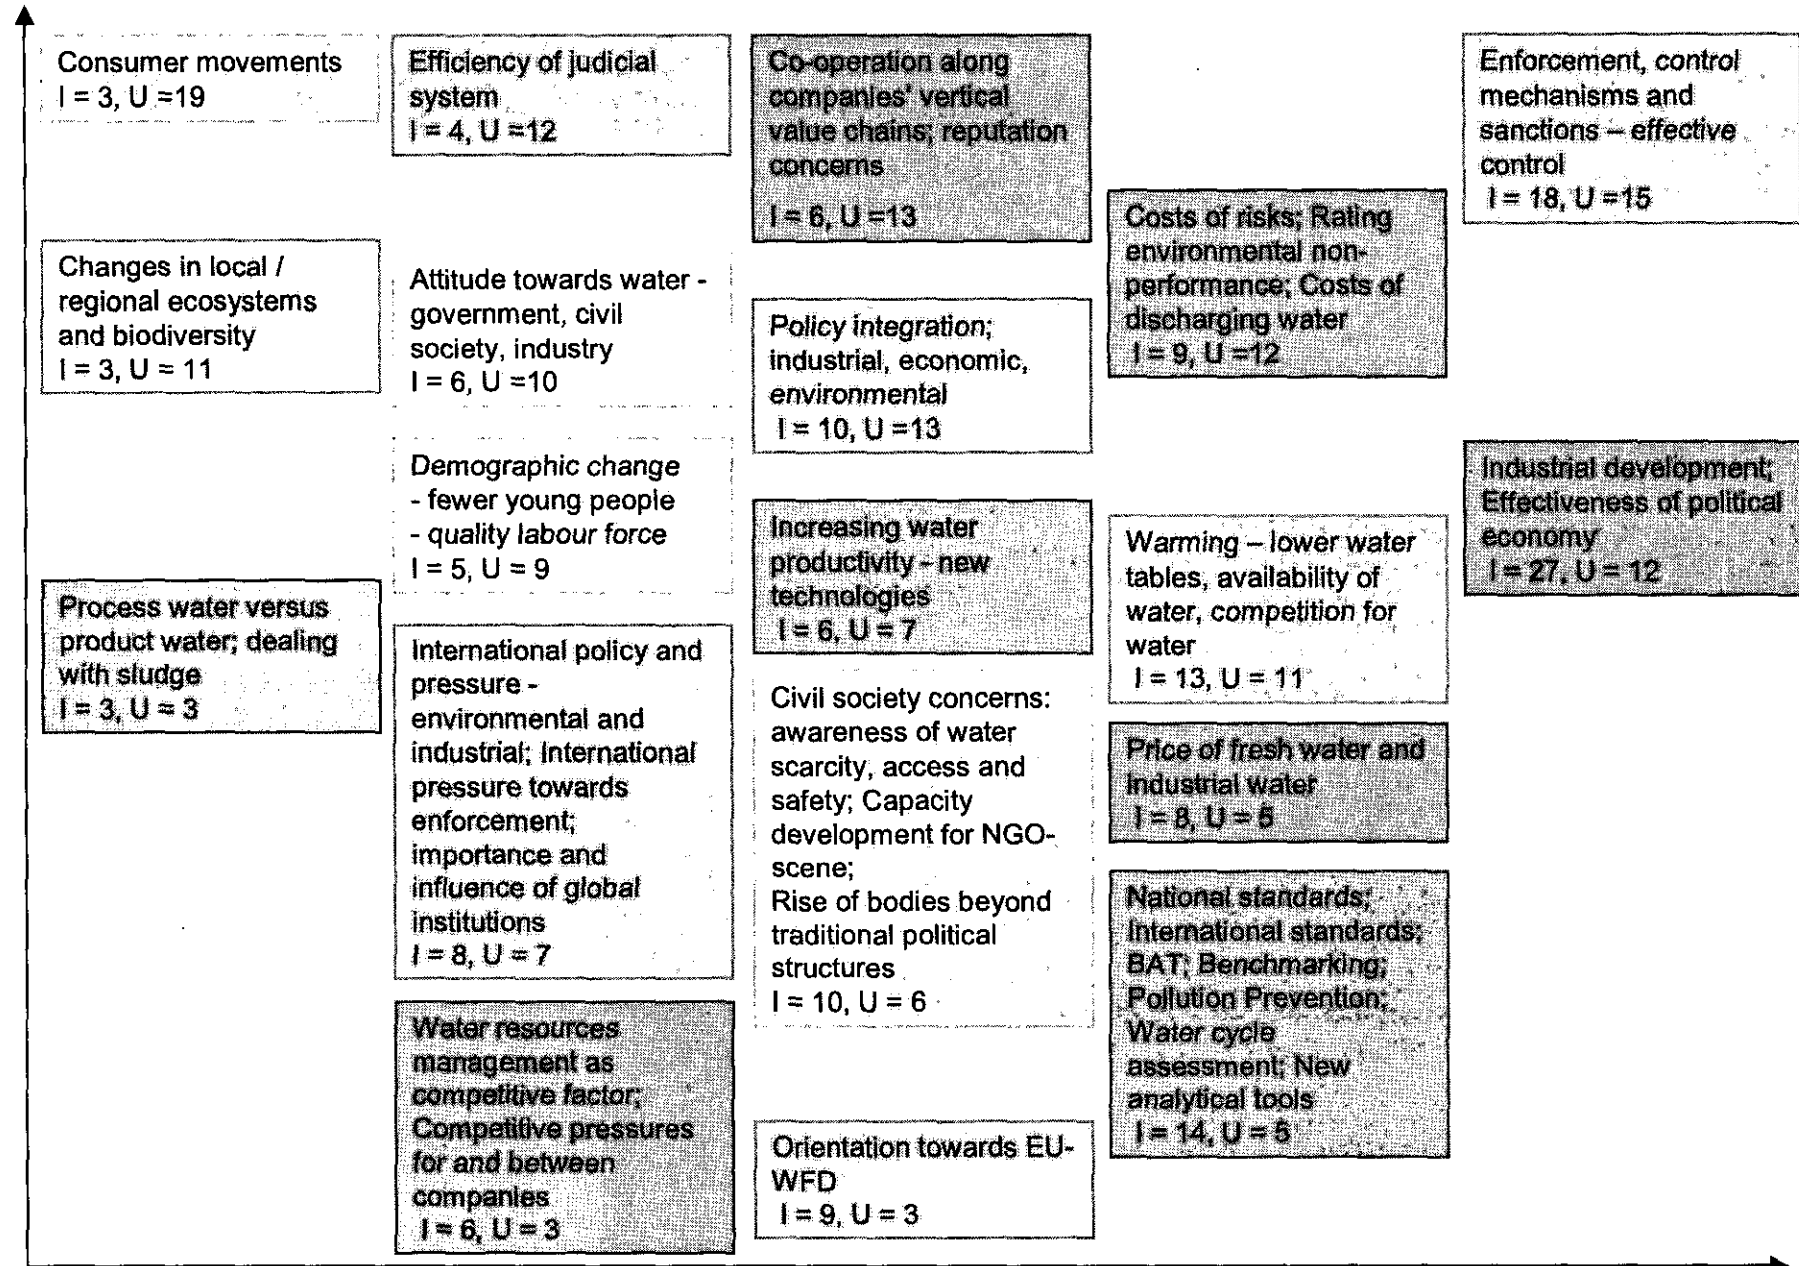 Consumer movements
I = 3, U =19
Changes in local /
regional ecosystems
and biodiversity
I = 3, U = 11
Process water versus
product water; dealing
with sludge
I = 3, U = 3
Efficiency of judicial
system
I = 4, U =12
Attitude towards water -
government, civil
society, industry
I = 6, U =10
Demographic change
- fewer young people
- quality labour force
I = 5, U = 9
International policy and
pressure -
environmental and
industrial; International
pressure towards
enforcement;
importance and
influence of global
institutions
I = 8, U = 7
Water resources
management as
competitive factor;
Competitive pressures
for and between
companies
I = 6, U = 3
Co-operation along
companies' vertical
value chains; reputation
concerns
I = 6, U =13
Policy integration;
industrial, economic,
environmental
I = 10, U =13
Increasing water
productivity - new
technologies
I = 6, U = 7
Civil society concerns:
awareness of water
scarcity, access and
safety; Capacity
development for NGO-
scene;
Rise of bodies beyond
traditional political
structures
I = 10, U = 6
Orientation towards EU-
WFD
I = 9, U = 3
Costs of risks; Rating
environmental non-
performance; Costs of
discharging water
I = 9, U =12
Warming – lower water
tables, availability of
water, competition for
water
I = 13, U = 11
Price of fresh water and
industrial water
I = 8, U = 5
National standards;
International standards;
BAT; Benchmarking;
Pollution Prevention;
Water cycle
assessment; New
analytical tools
I = 14, U = 5
Enforcement, control
mechanisms and
sanctions – effective
control
I = 18, U =15
Industrial development;
Effectiveness of political
economy
I = 27, U = 12